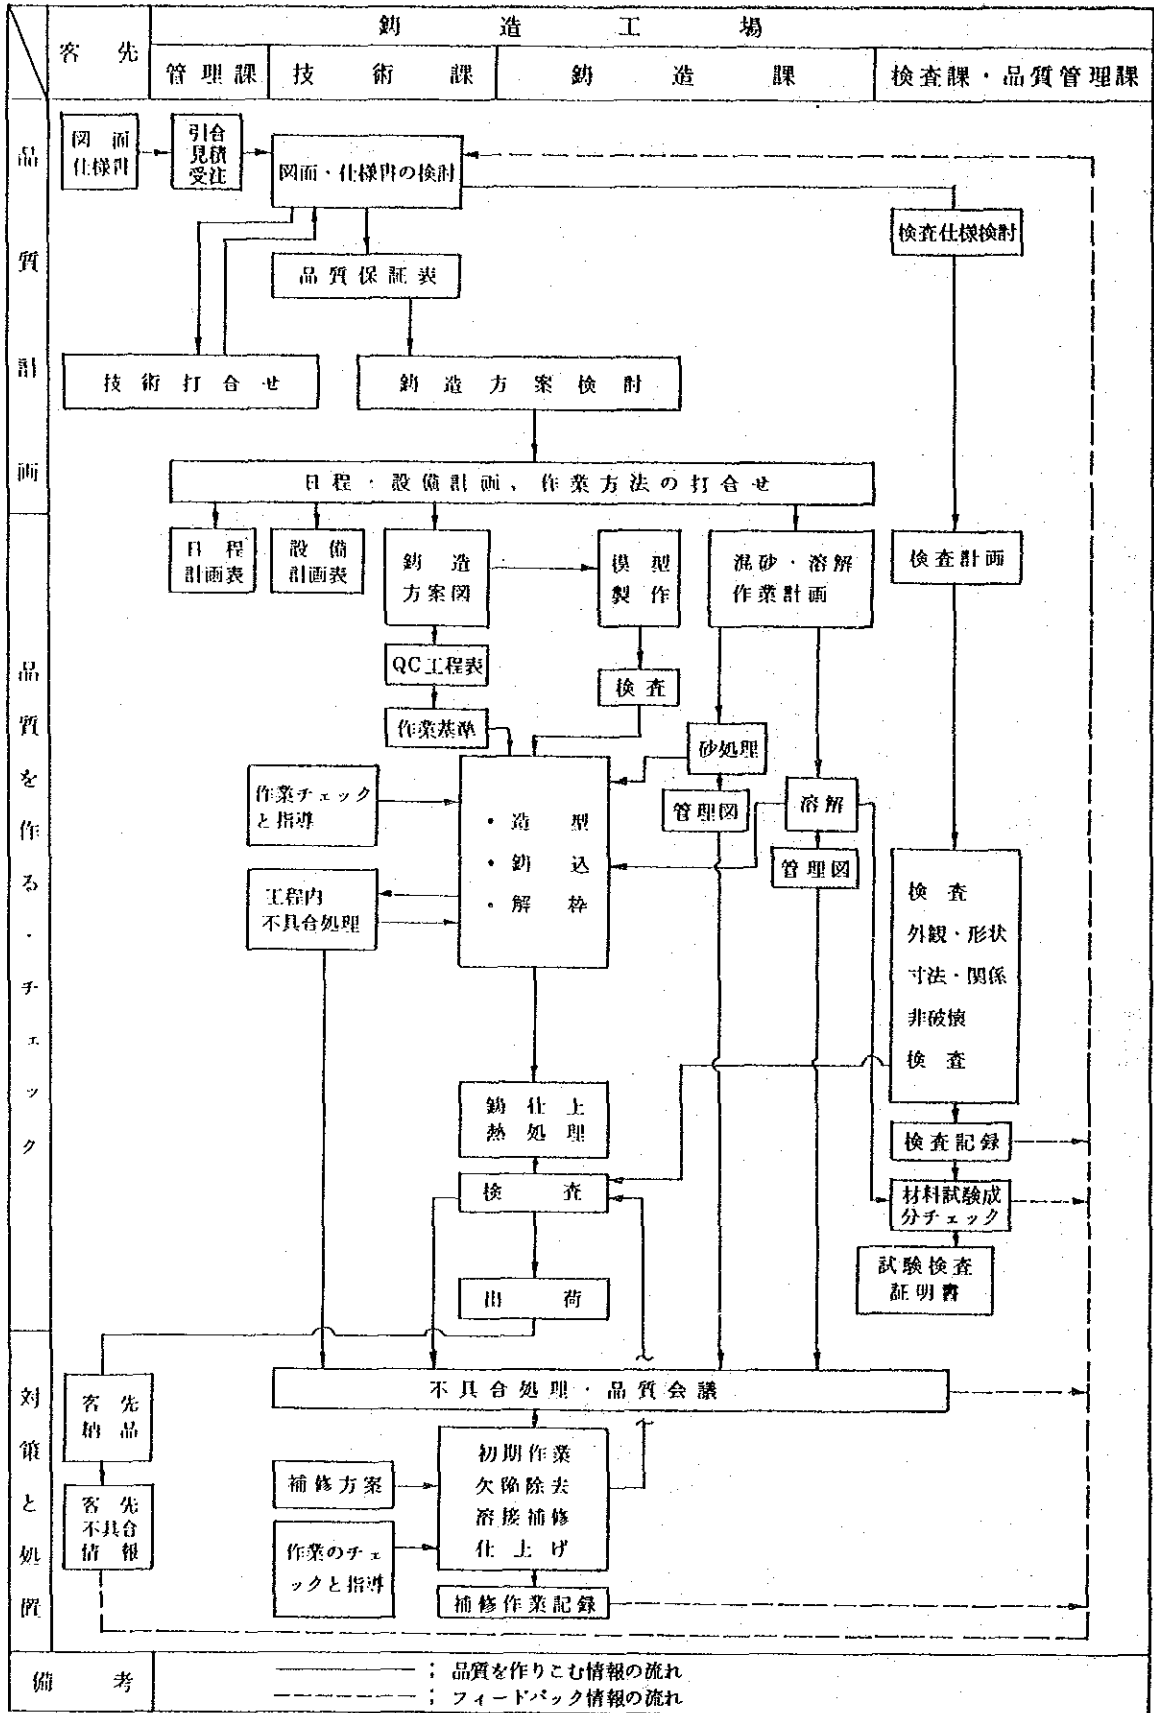 客先
鋳造工場
管理課
技術課
鋳造課
検査課・品質管理課
品質計画
図面
仕様書
引合
見積
受注
図面・仕様書の検討
検査仕様検討
品質保証表
技術打合せ
鋳造方案検討
日程・設備計画、作業方法の打合せ
品質を作る・チェック
日程
計画表
設備
計画表
鋳造
方案図
模型
製作
混砂・溶解
作業計画
検査計画
QC工程表
検査
作業基準
砂処理
作業チェック
と指導
・造型
・鋳込
・解枠
管理図
溶解
管理図
工程内
不具合処理
検査
外観・形状
寸法・関係
非破壊
検査
鋳仕上
熱処理
検査記録
検査
材料試験成
分チェック
試験検査
証明書
出荷
対策と処置
不具合処理・品質会議
客先
納品
初期作業
欠陥除去
溶接補修
仕上げ
補修方案
客先
不具合
情報
作業のチェ
ックと指導
補修作業記録
備考
；品質を作りこむ情報の流れ
；フィードバック情報の流れ